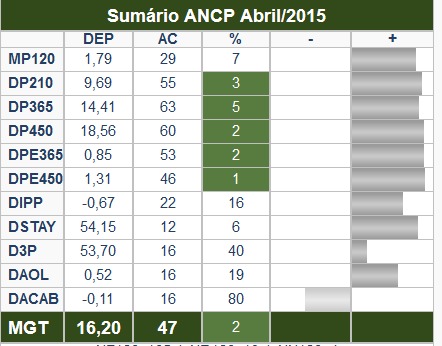 Sumário ANCP Abril/2015
DEP AC % - +
MP120 1,79 29 7
DP210 9,69 55 3
DP365 14,41 63 5
DP450 18,56 60 2
DPE365 0,85 53 2
DPE450 1,31 46 1
DIPP -0,67 22 16
DSTAY 54,15 12 6
D3P 53,70 16 40
DAOL 0,52 16 19
DACAB -0,11 16 80
MGT 16,20 47 2